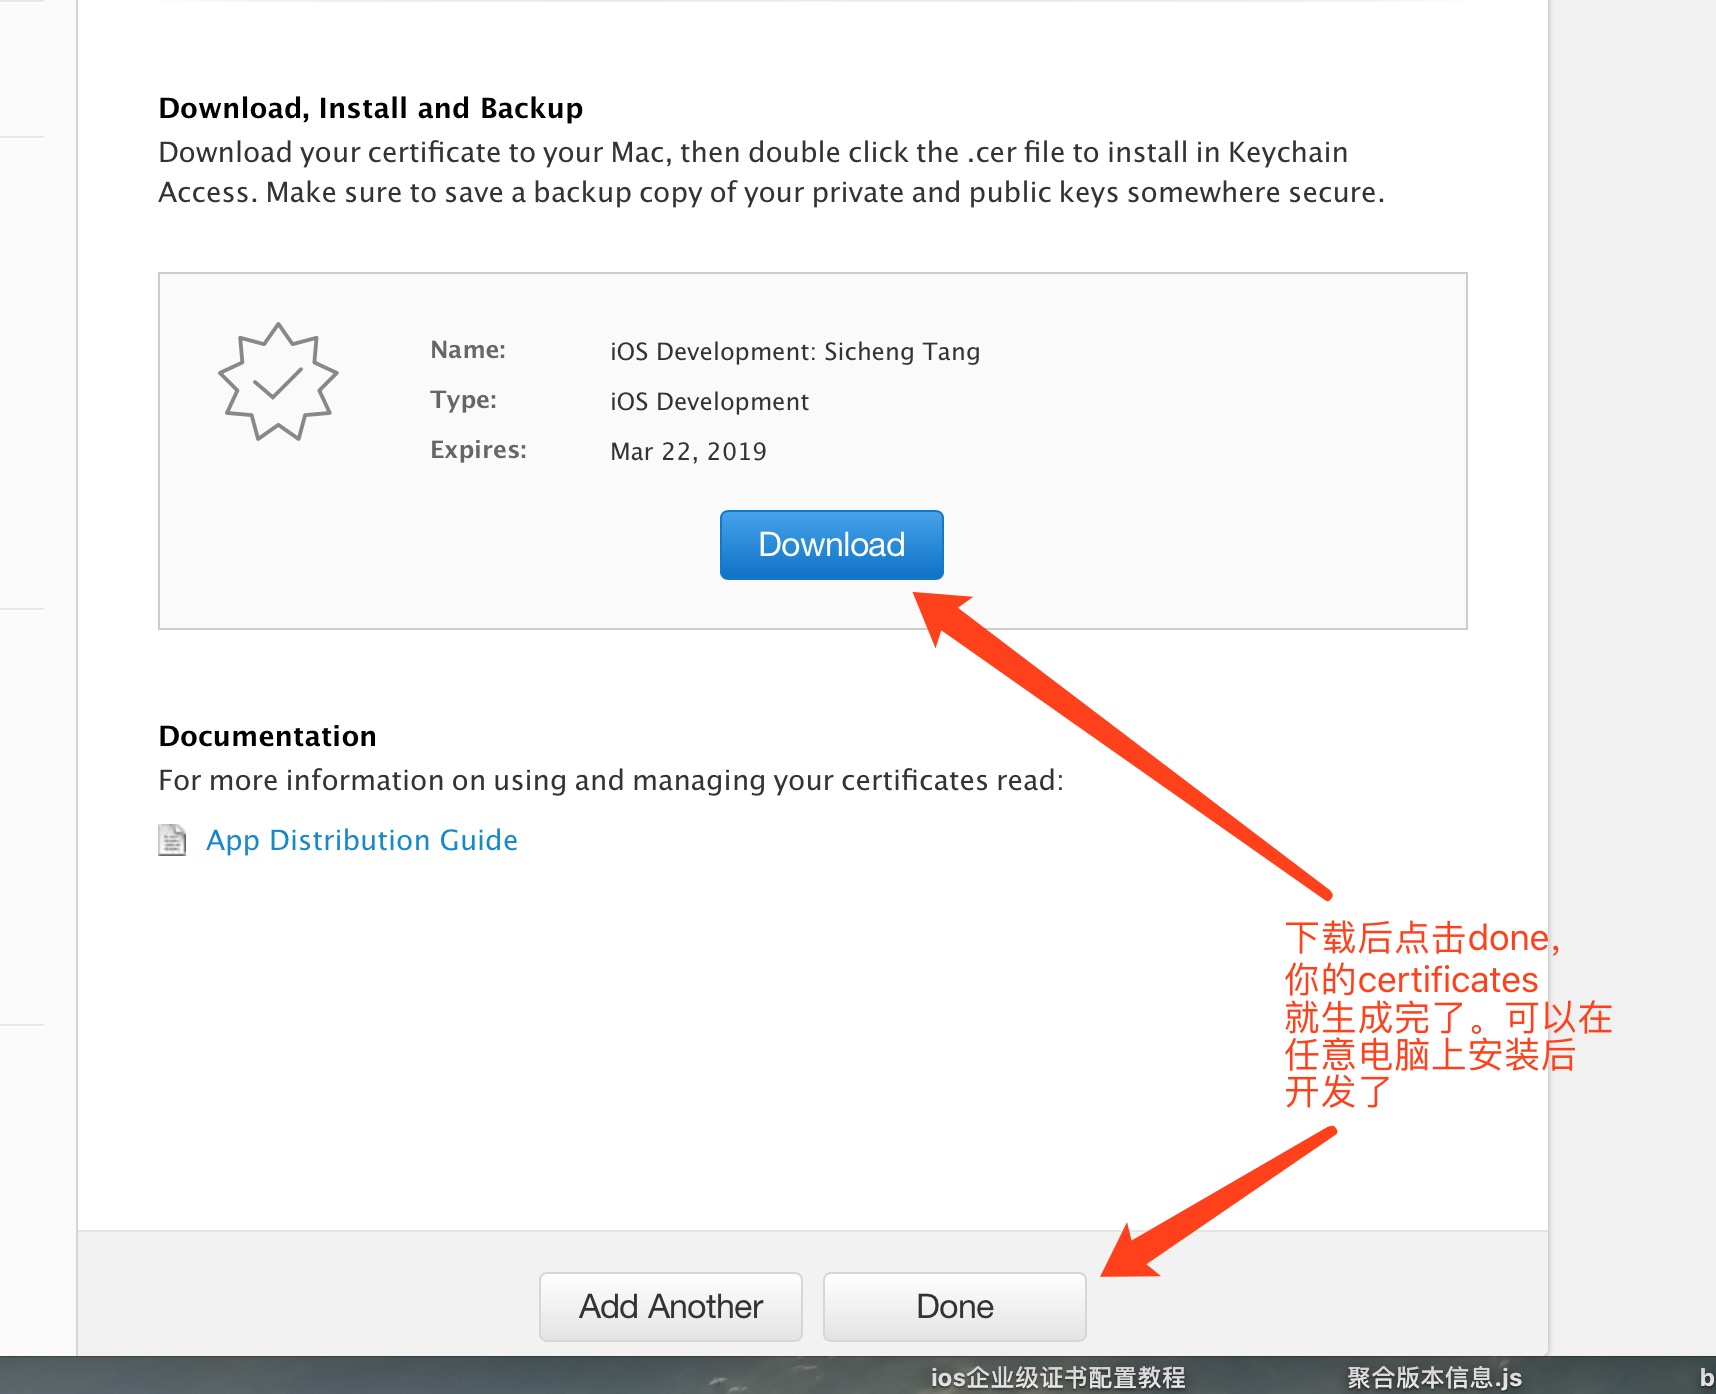 Download, Install and Backup
Download your certificate to your Mac, then double click the .cer file to install in Keychain
Access. Make sure to save a backup copy of your private and public keys somewhere secure.
Name: iOS Development: Sicheng Tang
Type: iOS Development
Expires: Mar 22, 2019
Download
Documentation
For more information on using and managing your certificates read:
App Distribution Guide
下载后点击done,
你的certificates
就生成完了。可以在
任意电脑上安装后
开发了
Add Another
Done
ios企业级证书配置教程
聚合版本信息.js